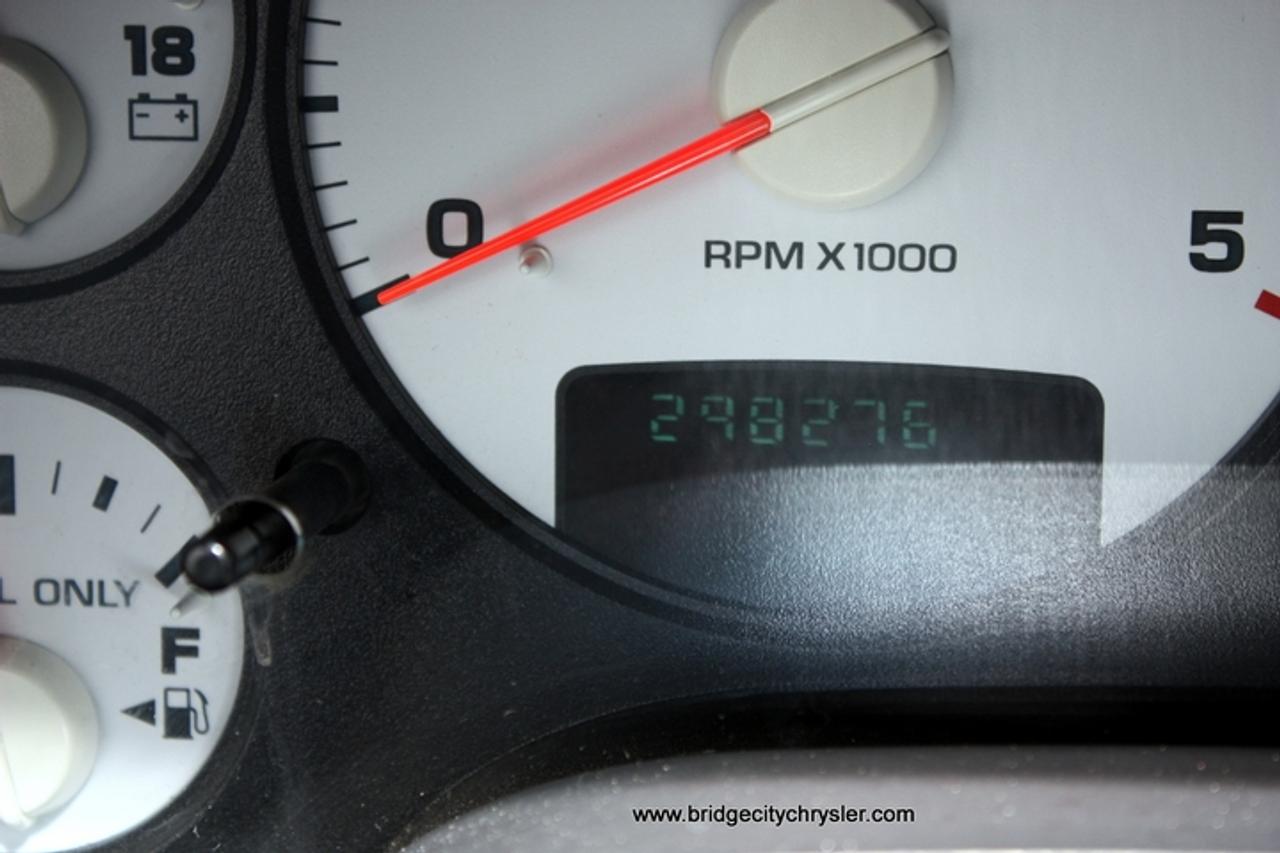 18
- +
0
RPM X1000
5
298276
L ONLY
F
www.bridgecitychrysler.com